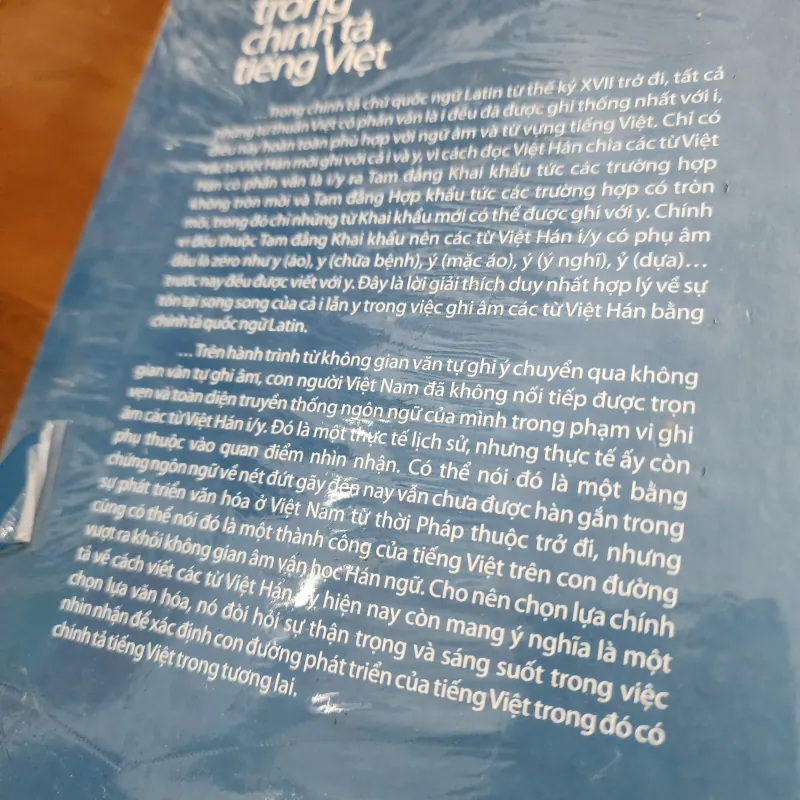 trong
chính tả
tiếng Việt
...Trong chính tả chữ quốc ngữ Latin từ thế kỷ XVII trở đi, tất cả
những từ thuần Việt có phần vần là i đều đã được ghi thống nhất với i,
điều này hoàn toàn phù hợp với ngữ âm và từ vựng tiếng Việt. Chỉ có
các từ Việt Hán mới ghi với cả i và y, vì cách đọc Việt Hán chia các từ Việt
Hán có phần vần là i/y ra Tam đẳng Khai khẩu tức các trường hợp
không tròn môi và Tam đẳng Hợp khẩu tức các trường hợp có tròn
môi, trong đó chỉ những từ Khai khẩu mới có thể được ghi với y. Chính
vì đều thuộc Tam đẳng Khai khẩu nên các từ Việt Hán i/y có phụ âm
đầu là zéro như y (áo), y (chữa bệnh), ý (mặc áo), ý (ý nghĩ), ỷ (dựa)...
trước nay đều được viết với y. Đây là lời giải thích duy nhất hợp lý về sự
tồn tại song song của cả i lẫn y trong việc ghi âm các từ Việt Hán bằng
chính tả quốc ngữ Latin.
...Trên hành trình từ không gian văn tự ghi ý chuyển qua không
gian văn tự ghi âm, con người Việt Nam đã không nối tiếp được trọn
vẹn và toàn diện truyền thống ngôn ngữ của mình trong phạm vi ghi
âm các từ Việt Hán i/y. Đó là một thực tế lịch sử, nhưng thực tế ấy còn
phụ thuộc vào quan điểm nhìn nhận. Có thể nói đó là một bằng
chứng ngôn ngữ về nét đứt gãy đến nay vẫn chưa được hàn gắn trong
sự phát triển văn hóa ở Việt Nam từ thời Pháp thuộc trở đi, nhưng
cũng có thể nói đó là một thành công của tiếng Việt trên con đường
vượt ra khỏi không gian âm vận học Hán ngữ. Cho nên chọn lựa chính
tả về cách viết các từ Việt Hán i/y hiện nay còn mang ý nghĩa là một
chọn lựa văn hóa, nó đòi hỏi sự thận trọng và sáng suốt trong việc
nhìn nhận để xác định con đường phát triển của tiếng Việt trong đó có
chính tả tiếng Việt trong tương lai.